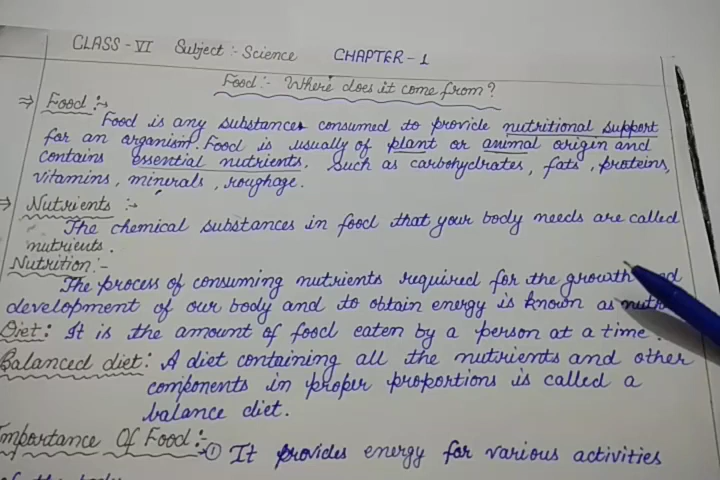 CLASS - VI Subject :- Science CHAPTER - 1
Food :- Where does it come from?
⇒ Food :-
Food is any substances consumed to provide nutritional support
for an organism. Food is usually of plant or animal origin and
contains essential nutrients. Such as carbohydrates, fats, proteins,
vitamins, minerals, roughage.
⇒ Nutrients :-
The chemical substances in food that your body needs are called
nutrients.
Nutrition :-
The process of consuming nutrients required for the growth
development of our body and to obtain energy is known as
Diet : It is the amount of food eaten by a person at a time.
Balanced diet : A diet containing all the nutrients and other
components in proper proportions is called a
balance diet.
Importance Of Food :-
① It provides energy for various activities